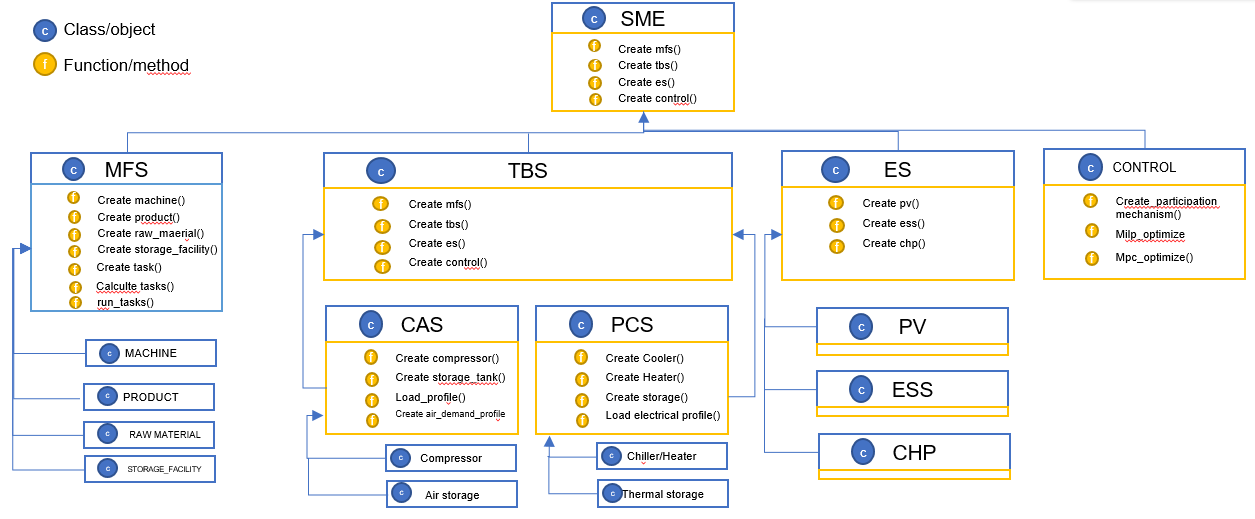 c Class/object
f Function/method
c SME
f Create mfs()
f Create tbs()
f Create es()
f Create control()
c MFS
f Create machine()
f Create product()
f Create raw_maerial()
f Create storage_facility()
f Create task()
f Calculte tasks()
f run_tasks()
c MACHINE
c PRODUCT
c RAW MATERIAL
c STORAGE_FACILITY
c TBS
f Create mfs()
f Create tbs()
f Create es()
f Create control()
c CAS
f Create compressor()
f Create storage_tank()
f Load_profile()
f Create air_demand_profile
c Compressor
c Air storage
c PCS
f Create Cooler()
f Create Heater()
f Create storage()
f Load electrical profile()
c Chiller/Heater
c Thermal storage
c ES
f Create pv()
f Create ess()
f Create chp()
c PV
c ESS
c CHP
c CONTROL
f Create_participation
mechanism()
f Milp_optimize
f Mpc_optimize()